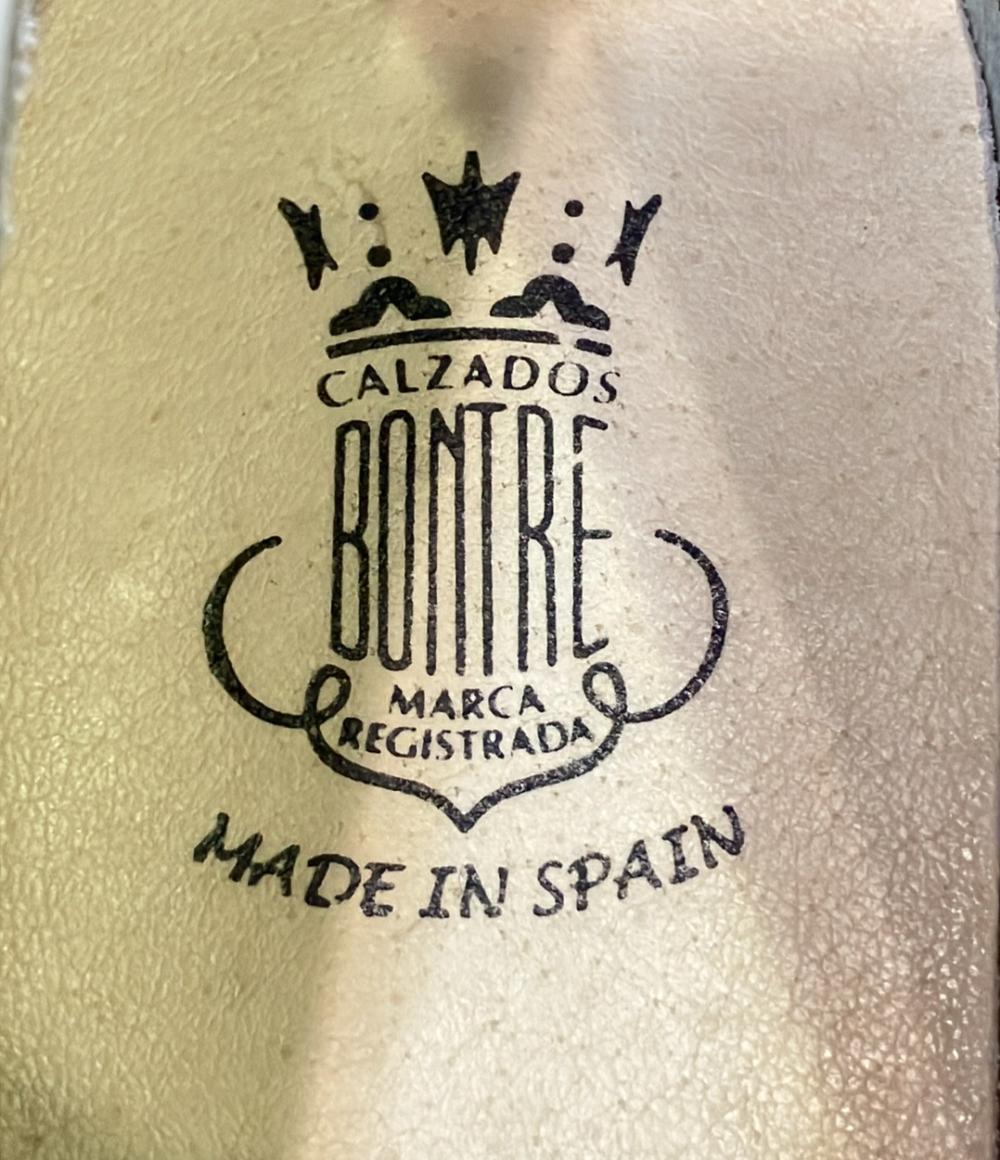 CALZADOS
BONTRE
MARCA
REGISTRADA
MADE IN SPAIN